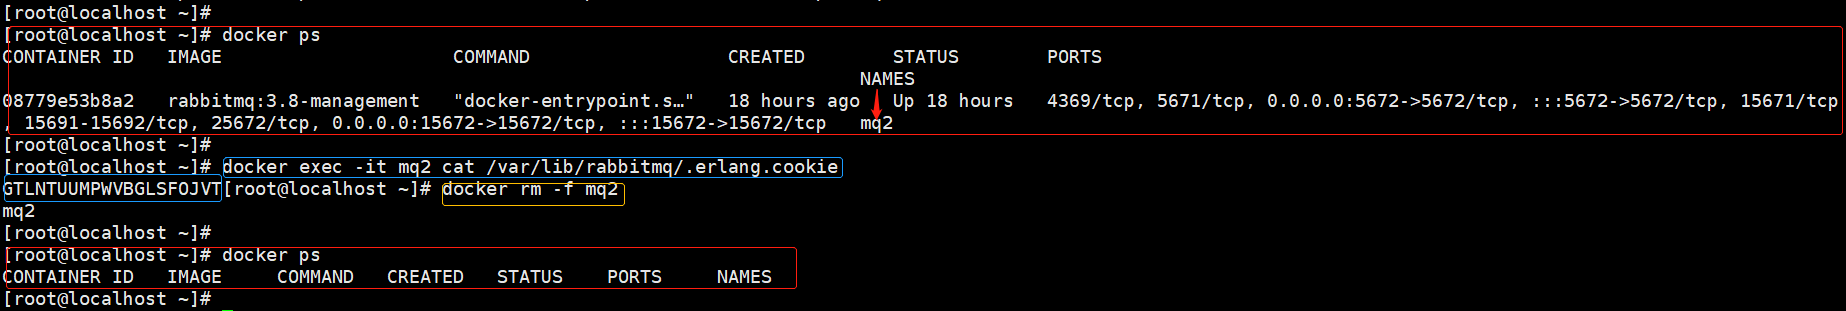 [root@localhost ~]#
[root@localhost ~]# docker ps
CONTAINER ID   IMAGE                     COMMAND                  CREATED        STATUS        PORTS
NAMES
08779e53b8a2   rabbitmq:3.8-management   "docker-entrypoint.s…"   18 hours ago   Up 18 hours   4369/tcp, 5671/tcp, 0.0.0.0:5672->5672/tcp, :::5672->5672/tcp, 15671/tcp
, 15691-15692/tcp, 25672/tcp, 0.0.0.0:15672->15672/tcp, :::15672->15672/tcp   mq2
[root@localhost ~]#
[root@localhost ~]# docker exec -it mq2 cat /var/lib/rabbitmq/.erlang.cookie
GTLNTUUMPWVBGLSFOJVT[root@localhost ~]# docker rm -f mq2
mq2
[root@localhost ~]#
[root@localhost ~]# docker ps
CONTAINER ID   IMAGE     COMMAND   CREATED   STATUS    PORTS     NAMES
[root@localhost ~]#